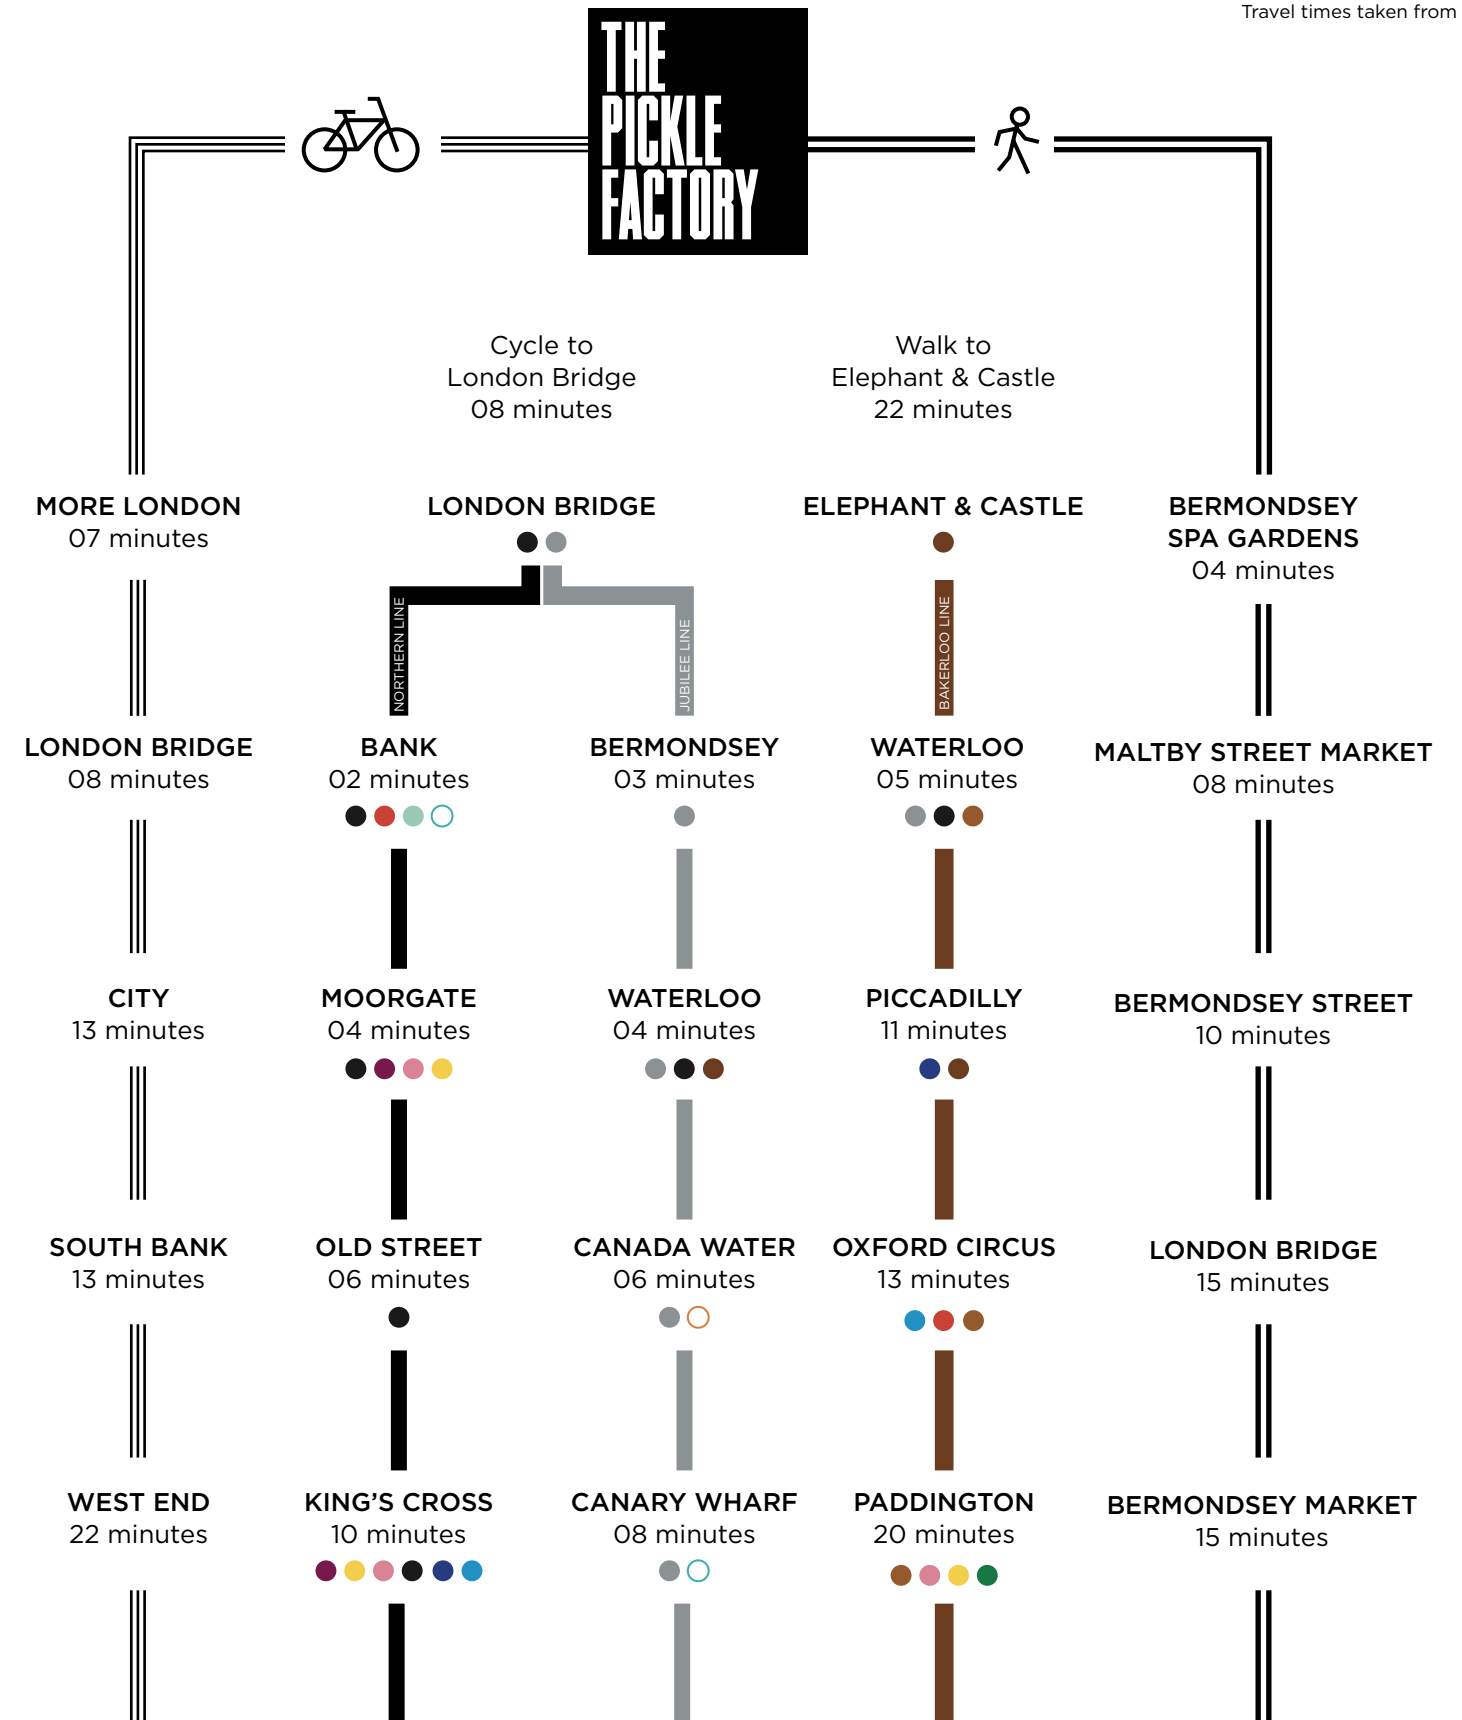 Travel times taken from
THE
PICKLE
FACTORY
Cycle to
London Bridge
08 minutes
Walk to
Elephant & Castle
22 minutes
MORE LONDON
07 minutes
LONDON BRIDGE
ELEPHANT & CASTLE
BERMONDSEY
SPA GARDENS
04 minutes
NORTHERN LINE
JUBILEE LINE
BAKERLOO LINE
LONDON BRIDGE
08 minutes
BANK
02 minutes
BERMONDSEY
03 minutes
WATERLOO
05 minutes
MALTBY STREET MARKET
08 minutes
CITY
13 minutes
MOORGATE
04 minutes
WATERLOO
04 minutes
PICCADILLY
11 minutes
BERMONDSEY STREET
10 minutes
SOUTH BANK
13 minutes
OLD STREET
06 minutes
CANADA WATER
06 minutes
OXFORD CIRCUS
13 minutes
LONDON BRIDGE
15 minutes
WEST END
22 minutes
KING’S CROSS
10 minutes
CANARY WHARF
08 minutes
PADDINGTON
20 minutes
BERMONDSEY MARKET
15 minutes